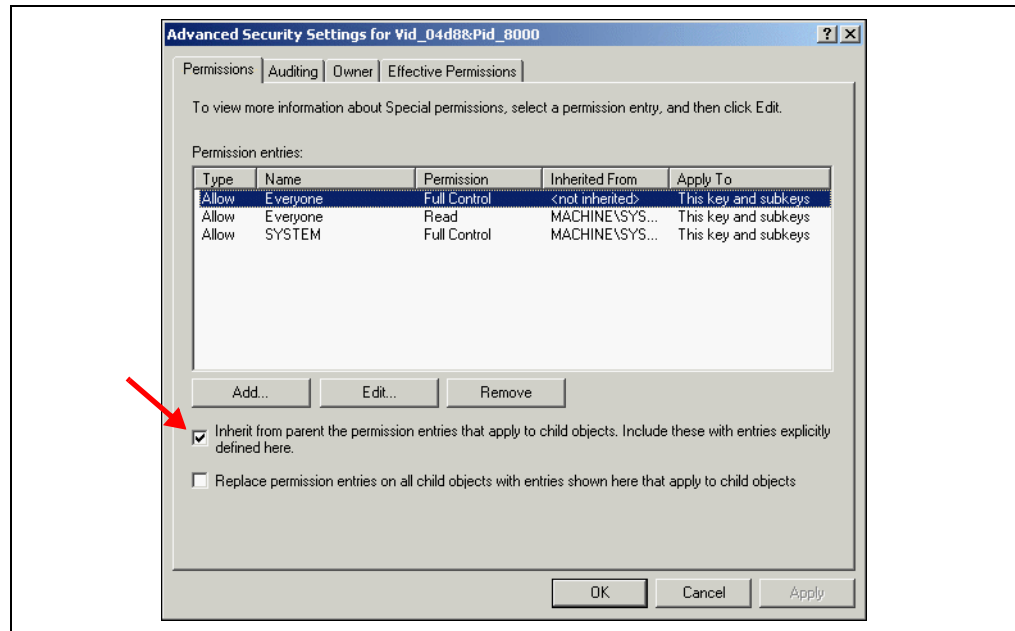 Advanced Security Settings for Vid_04d8&Pid_8000
Permissions Auditing Owner Effective Permissions
To view more information about Special permissions, select a permission entry, and then click Edit.
Permission entries:
Type Name Permission Inherited From Apply To
Allow Everyone Full Control <not inherited> This key and subkeys
Allow Everyone Read MACHINE\SYS... This key and subkeys
Allow SYSTEM Full Control MACHINE\SYS... This key and subkeys
Add... Edit... Remove
Inherit from parent the permission entries that apply to child objects. Include these with entries explicitly
defined here.
Replace permission entries on all child objects with entries shown here that apply to child objects
OK Cancel Apply